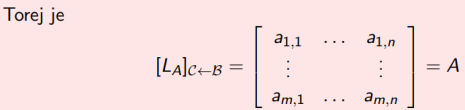 Torej je
[L_A]_{𝒞←ℬ} = [ a_{1,1} … a_{1,n} ; ⋮ ⋮ ; a_{m,1} … a_{m,n} ] = A